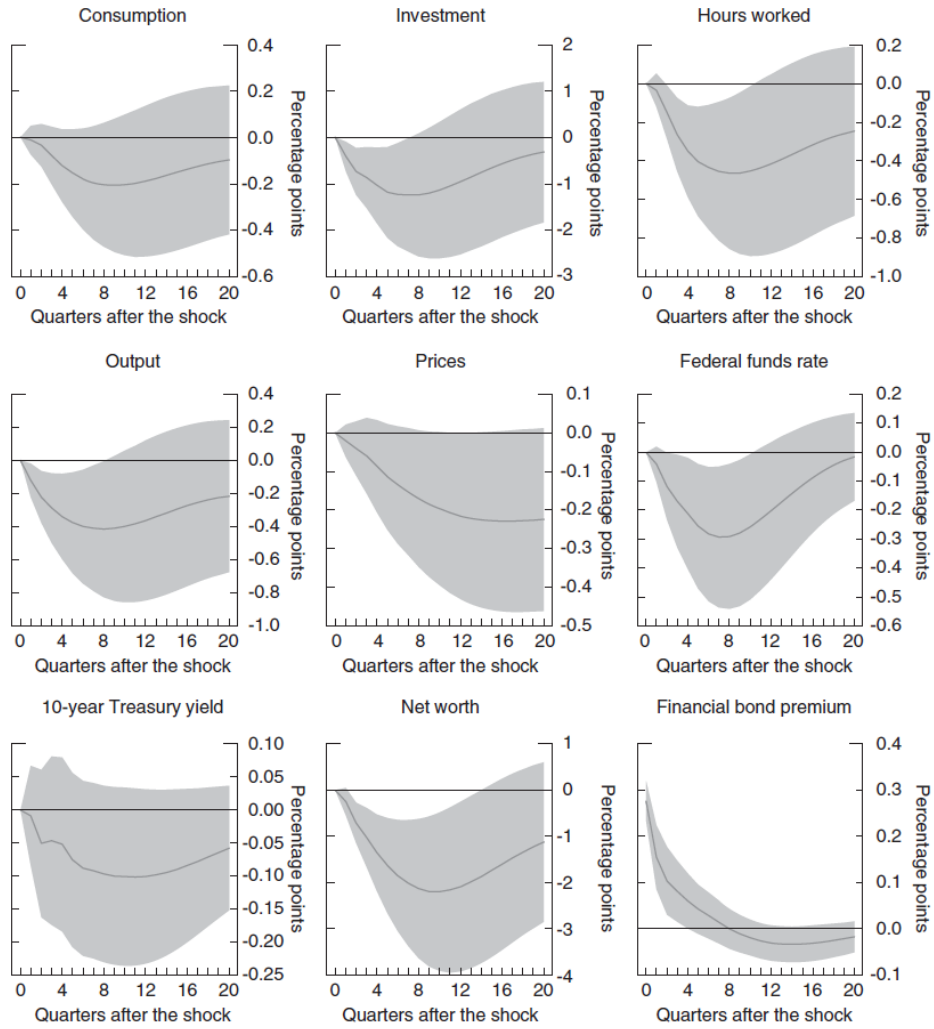 Consumption
0.4
0.2
0.0
-0.2
-0.4
-0.6
Percentage points
0 4 8 12 16 20
Quarters after the shock
Investment
2
1
0
-1
-2
-3
Percentage points
0 4 8 12 16 20
Quarters after the shock
Hours worked
0.2
0.0
-0.2
-0.4
-0.6
-0.8
-1.0
Percentage points
0 4 8 12 16 20
Quarters after the shock
Output
0.4
0.2
0.0
-0.2
-0.4
-0.6
-0.8
-1.0
Percentage points
0 4 8 12 16 20
Quarters after the shock
Prices
0.1
0.0
-0.1
-0.2
-0.3
-0.4
-0.5
Percentage points
0 4 8 12 16 20
Quarters after the shock
Federal funds rate
0.2
0.1
0.0
-0.1
-0.2
-0.3
-0.4
-0.5
-0.6
Percentage points
0 4 8 12 16 20
Quarters after the shock
10-year Treasury yield
0.10
0.05
0.00
-0.05
-0.10
-0.15
-0.20
-0.25
Percentage points
0 4 8 12 16 20
Quarters after the shock
Net worth
1
0
-1
-2
-3
-4
Percentage points
0 4 8 12 16 20
Quarters after the shock
Financial bond premium
0.4
0.3
0.2
0.1
0.0
-0.1
Percentage points
0 4 8 12 16 20
Quarters after the shock